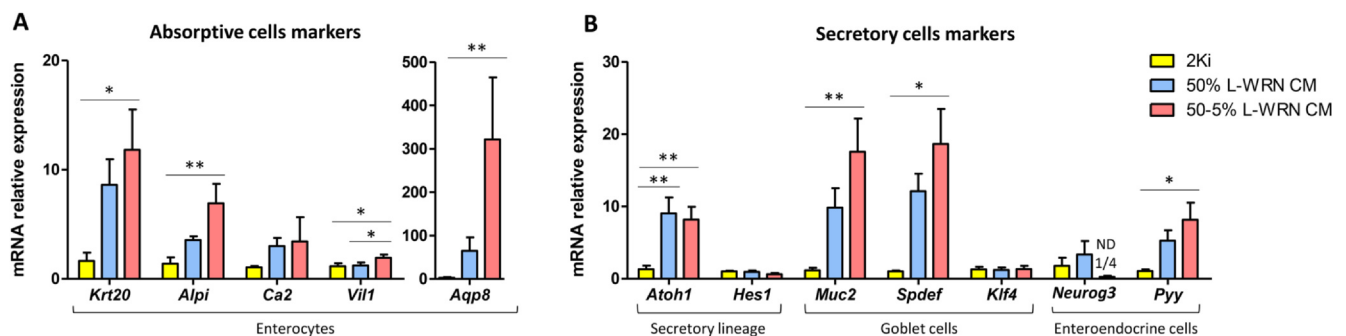 A
Absorptive cells markers
mRNA relative expression
20
10
0
*
**
*
*
Krt20 Alpi Ca2 Vil1
500
400
300
200
100
0
**
Aqp8
Enterocytes
B
Secretory cells markers
mRNA relative expression
30
20
10
0
**
**
**
*
ND
1/4
*
Atoh1 Hes1 Muc2 Spdef Klf4 Neurog3 Pyy
Secretory lineage Goblet cells Enteroendocrine cells
2Ki
50% L-WRN CM
50-5% L-WRN CM